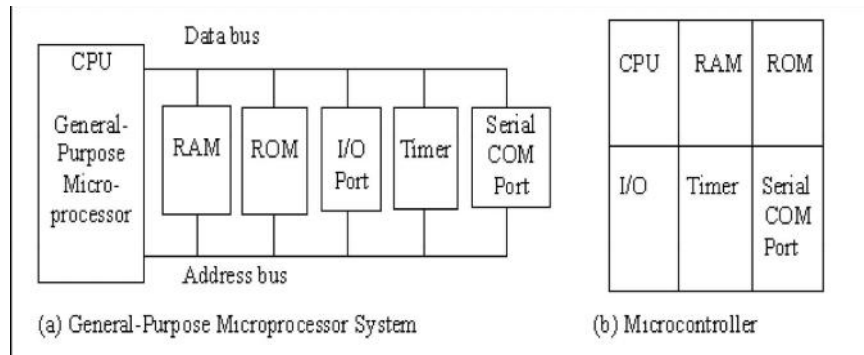 Data bus
CPU
General-
Purpose
Micro-
processor
RAM
ROM
I/O
Port
Timer
Serial
COM
Port
Address bus
(a) General-Purpose Microprocessor System
CPU
RAM
ROM
I/O
Timer
Serial
COM
Port
(b) Microcontroller